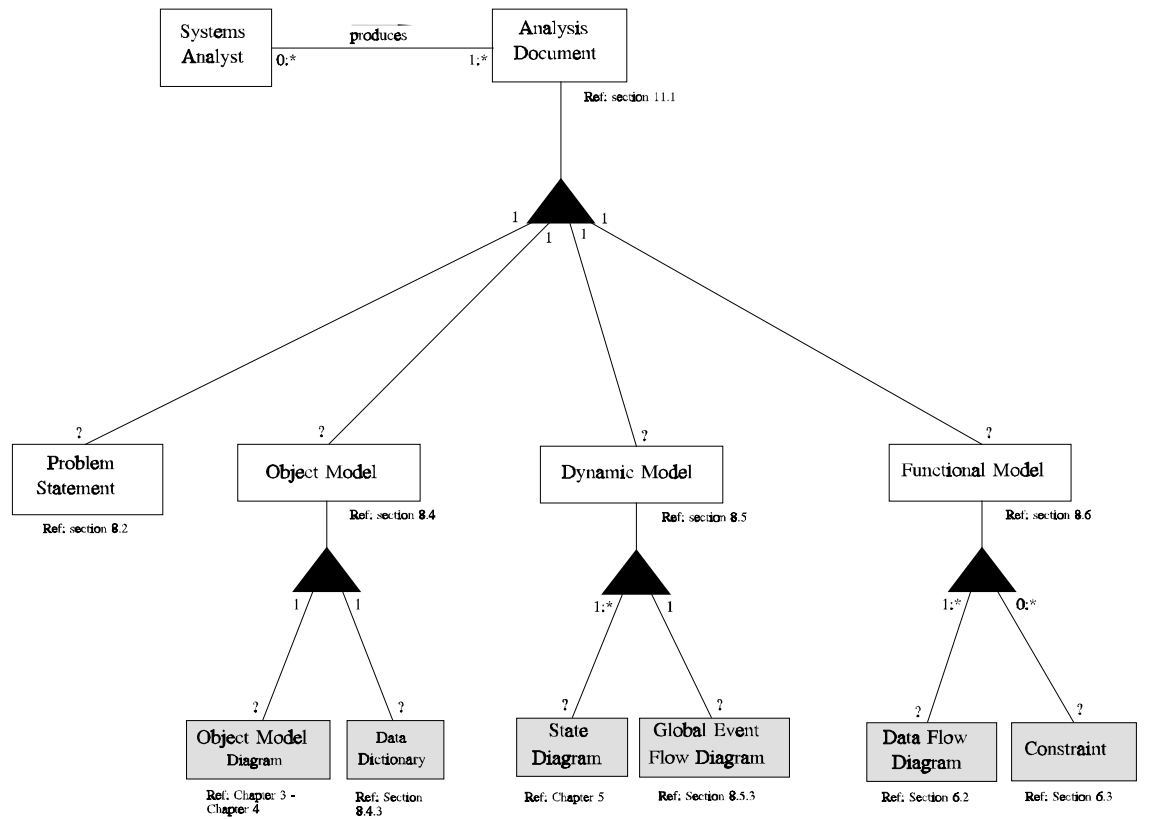 Systems
Analyst
produces
0:*
1:*
Analysis
Document
Ref: section 11.1
1
1
1
1
?
?
?
?
Problem
Statement
Ref: section 8.2
Object Model
Ref: section 8.4
Dynamic Model
Ref: section 8.5
Functional Model
Ref: section 8.6
1
1
1:*
1
1:*
0:*
?
?
?
?
?
?
Object Model
Diagram
Ref: Chapter 3 -
Chapter 4
Data
Dictionary
Ref: Section
8.4.3
State
Diagram
Ref: Chapter 5
Global Event
Flow Diagram
Ref: Section 8.5.3
Data Flow
Diagram
Ref: Section 6.2
Constraint
Ref: Section 6.3